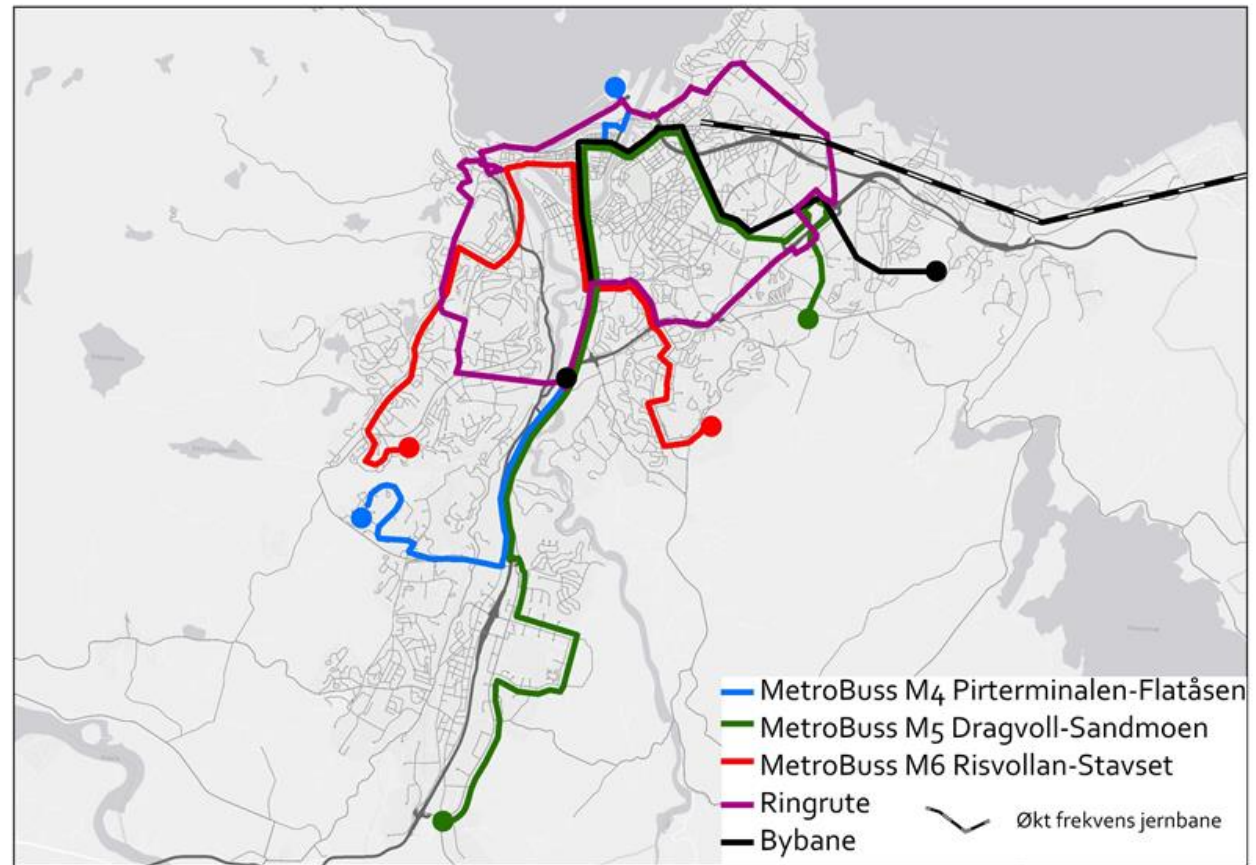 MetroBuss M4 Pirterminalen-Flatåsen
MetroBuss M5 Dragvoll-Sandmoen
MetroBuss M6 Risvollan-Stavset
Ringrute
Økt frekvens jernbane
Bybane